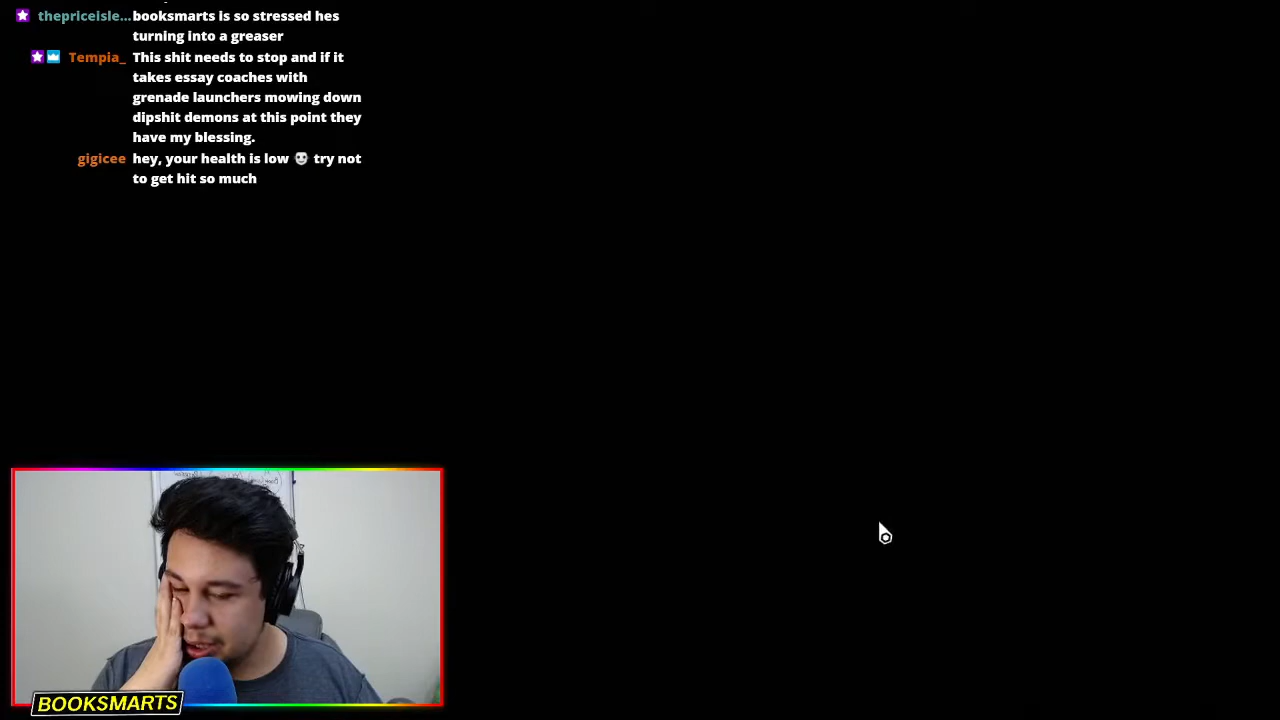 thepriceisle... booksmarts is so stressed hes
turning into a greaser
Tempia_ This shit needs to stop and if it
takes essay coaches with
grenade launchers mowing down
dipshit demons at this point they
have my blessing.
gigicee hey, your health is low 💀 try not
to get hit so much
BOOKSMARTS